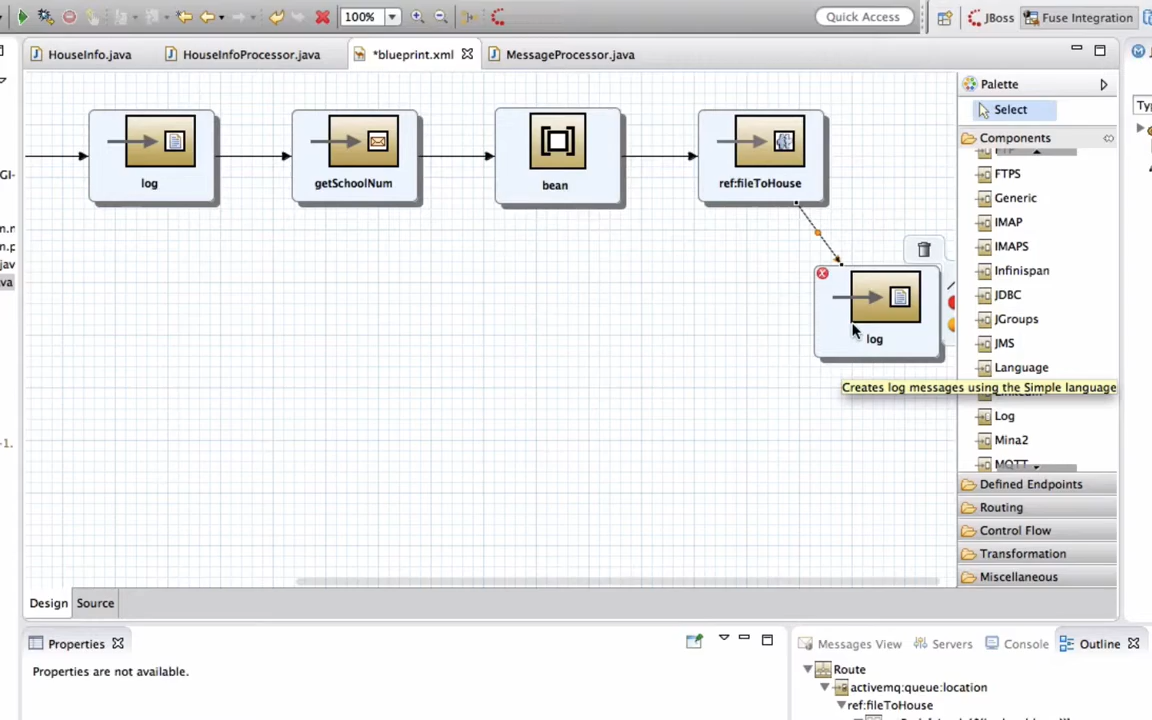 100% Quick Access JBoss Fuse Integration
HouseInfo.java HouseInfoProcessor.java *blueprint.xml MessageProcessor.java
Palette
Select
Components
FTPS
Generic
IMAP
IMAPS
Infinispan
JDBC
JGroups
JMS
Language
Log
Mina2
MQTT
Defined Endpoints
Routing
Control Flow
Transformation
Miscellaneous
log getSchoolNum bean ref:fileToHouse
log
Creates log messages using the Simple language
Design Source
Properties
Properties are not available.
Messages View Servers Console Outline
Route
activemq:queue:location
ref:fileToHouse